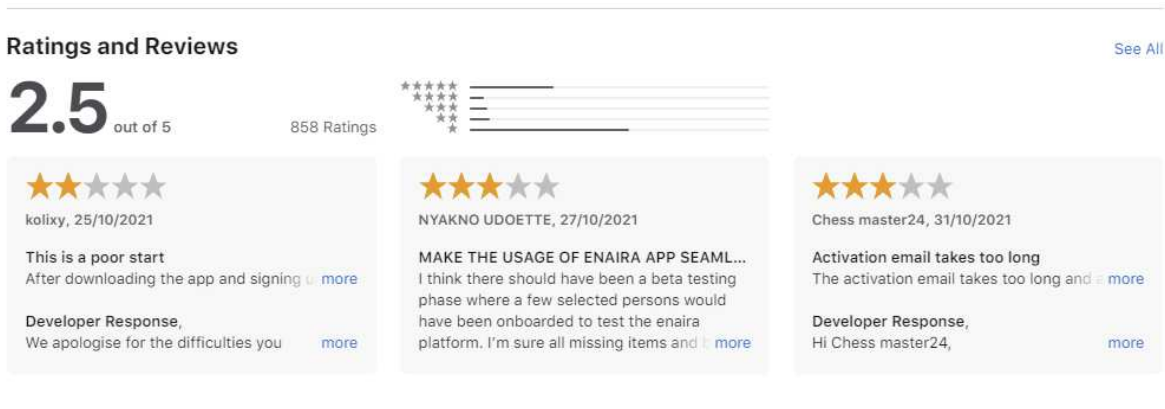 Ratings and Reviews
See All
2.5 out of 5
858 Ratings
kolixy, 25/10/2021
This is a poor start
After downloading the app and signing more
Developer Response,
We apologise for the difficulties you more
NYAKNO UDOETTE, 27/10/2021
MAKE THE USAGE OF ENAIRA APP SEAML...
I think there should have been a beta testing
phase where a few selected persons would
have been onboarded to test the enaira
platform. I'm sure all missing items and more
Chess master24, 31/10/2021
Activation email takes too long
The activation email takes too long and more
Developer Response,
Hi Chess master24, more